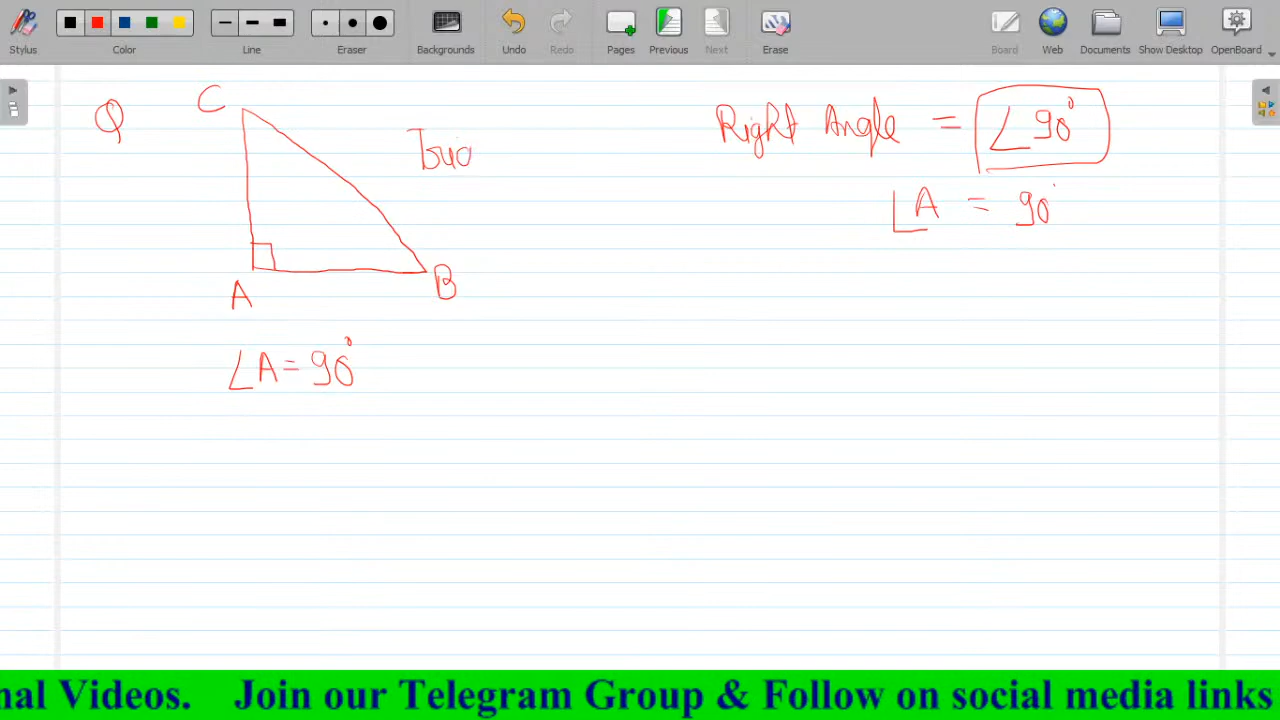 Stylus
Color
Line
Eraser
Backgrounds
Undo
Redo
Pages
Previous
Next
Erase
Board
Web
Documents
Show Desktop
OpenBoard
Q
C
Right Angle = ∠90°
∠A = 90°
A
B
∠A = 90°
nal Videos. Join our Telegram Group & Follow on social media links